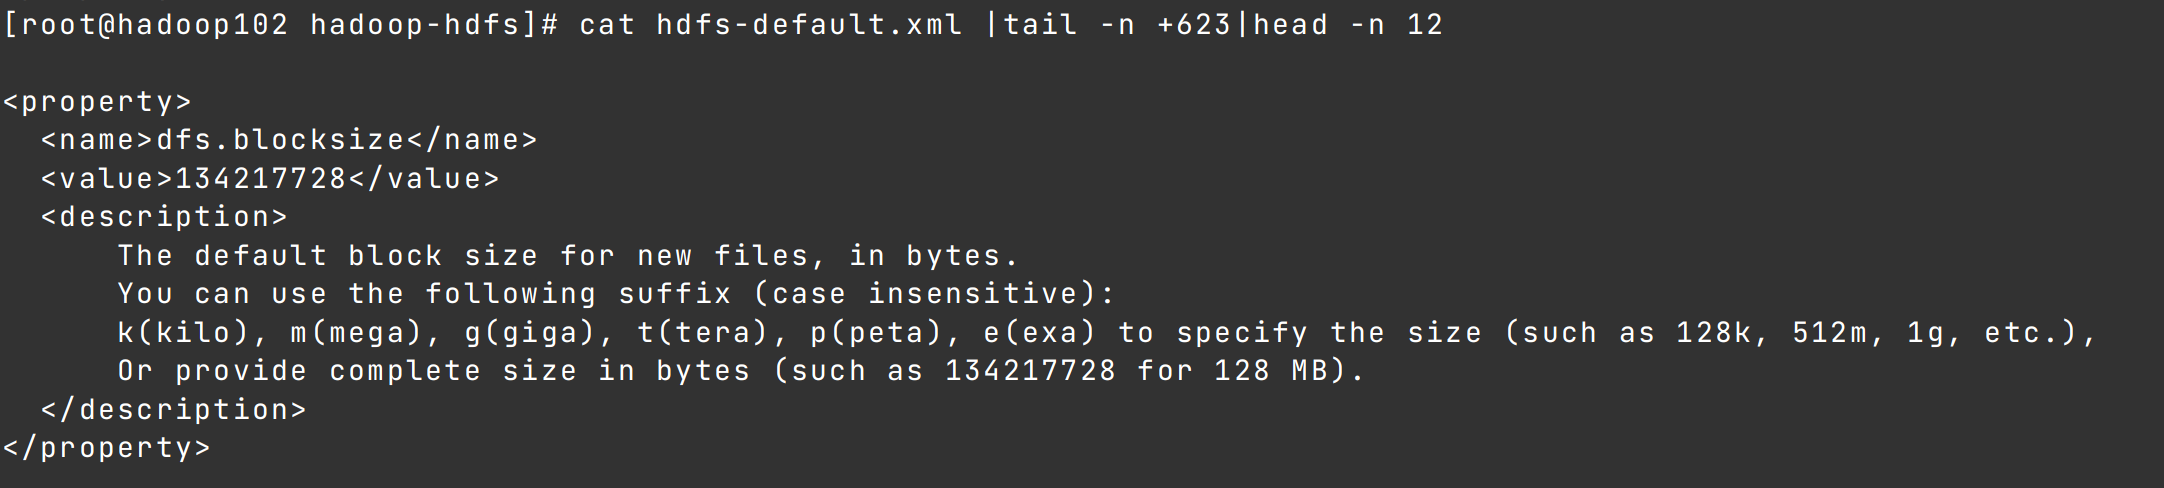 [root@hadoop102 hadoop-hdfs]# cat hdfs-default.xml |tail -n +623|head -n 12

<property>
  <name>dfs.blocksize</name>
  <value>134217728</value>
  <description>
      The default block size for new files, in bytes.
      You can use the following suffix (case insensitive):
      k(kilo), m(mega), g(giga), t(tera), p(peta), e(exa) to specify the size (such as 128k, 512m, 1g, etc.),
      Or provide complete size in bytes (such as 134217728 for 128 MB).
  </description>
</property>